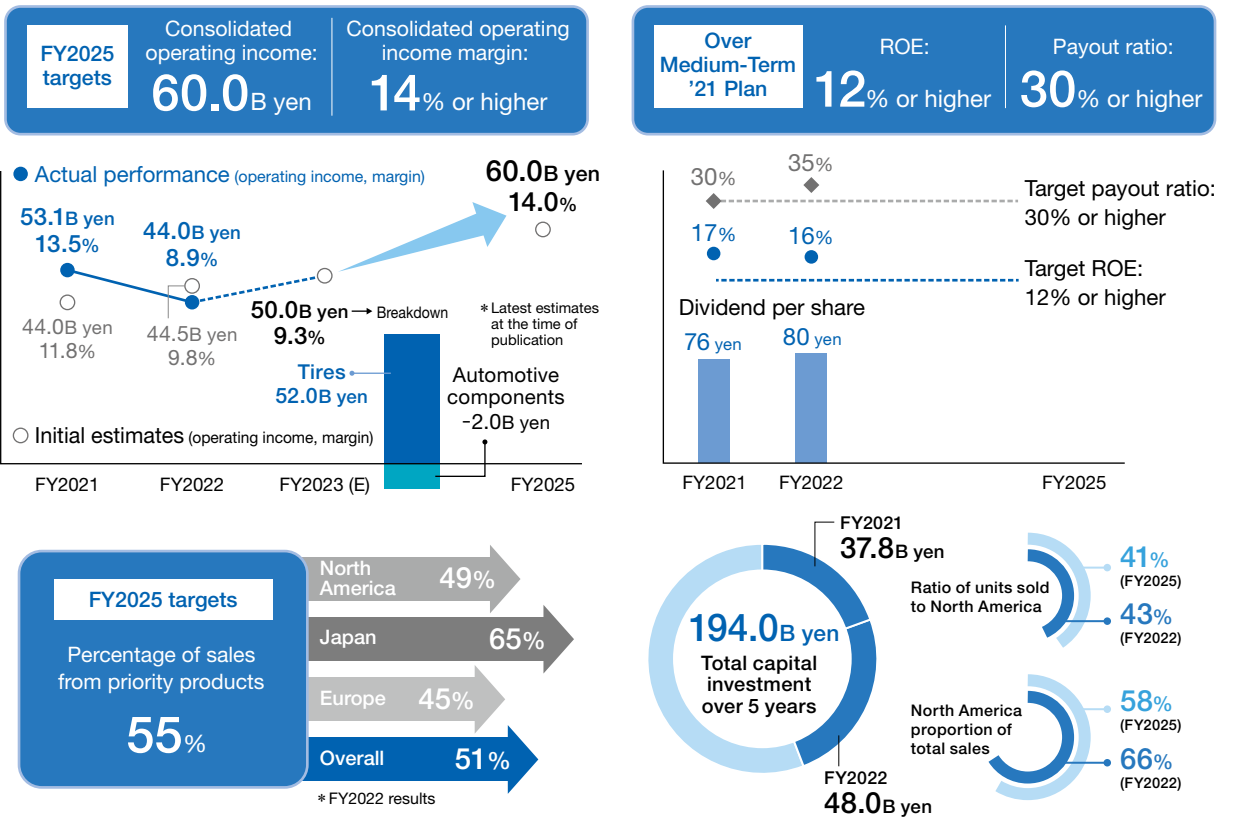 FY2025
targets
Consolidated
operating income:
60.0B yen
Consolidated operating
income margin:
14% or higher
Over
Medium-Term
’21 Plan
ROE:
12% or higher
Payout ratio:
30% or higher
Actual performance (operating income, margin)
53.1B yen
13.5%
44.0B yen
8.9%
60.0B yen
14.0%
44.0B yen
11.8%
44.5B yen
9.8%
50.0B yen
9.3%
Breakdown
* Latest estimates
at the time of
publication
Tires
52.0B yen
Automotive
components
-2.0B yen
Initial estimates (operating income, margin)
FY2021
FY2022
FY2023 (E)
FY2025
30%
35%
Target payout ratio:
30% or higher
17%
16%
Target ROE:
12% or higher
Dividend per share
76 yen
80 yen
FY2021
FY2022
FY2025
FY2025 targets
Percentage of sales
from priority products
55%
North
America
49%
Japan
65%
Europe
45%
Overall
51%
* FY2022 results
FY2021
37.8B yen
194.0B yen
Total capital
investment
over 5 years
FY2022
48.0B yen
Ratio of units sold
to North America
41%
(FY2025)
43%
(FY2022)
North America
proportion of
total sales
58%
(FY2025)
66%
(FY2022)